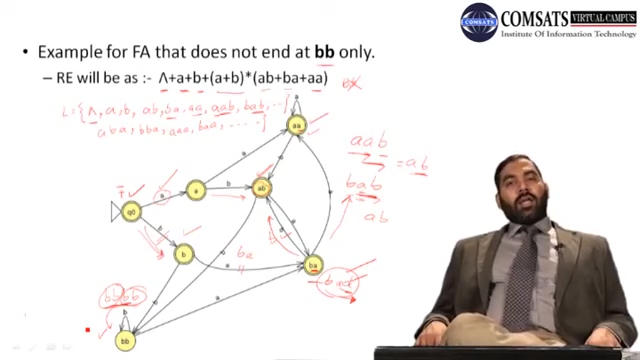 COMSATS VIRTUAL CAMPUS
Institute Of Information Technology
• Example for FA that does not end at bb only.
– RE will be as :- Λ+a+b+(a+b)*(ab+ba+aa)
L={Λ, a, b, ab, ba, aa, aab, bab, ...}
aba, bba, aaa, baa, .....
a
aa
aab
= ab
a
b
bab
ab
a
b
ab
q0
a
b
ba
b
a
ba
bbbb
a
b
bb